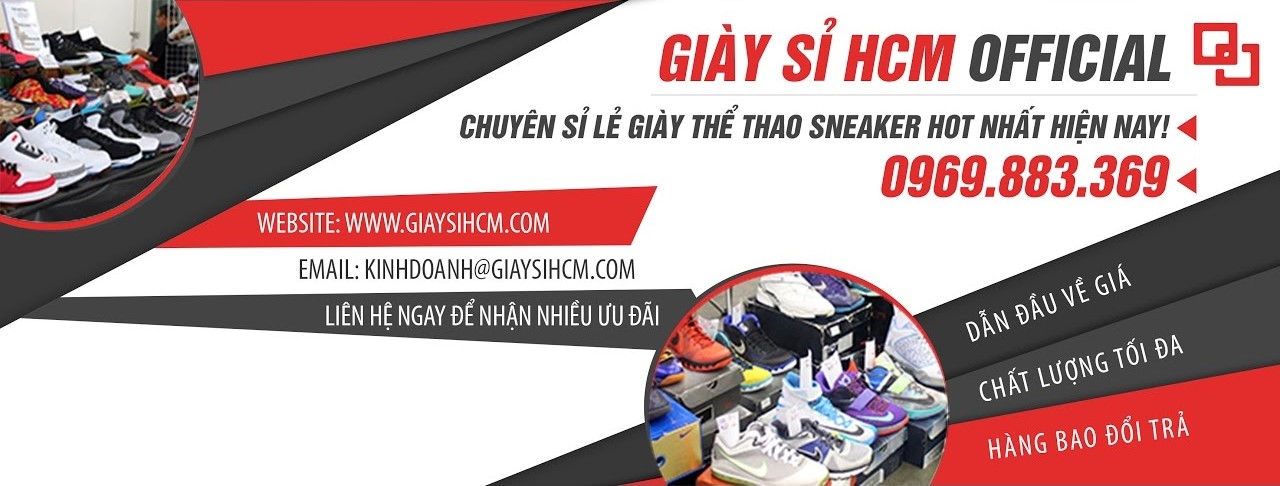 GIÀY SỈ HCM OFFICIAL
CHUYÊN SỈ LẺ GIÀY THỂ THAO SNEAKER HOT NHẤT HIỆN NAY!
0969.883.369
WEBSITE: WWW.GIAYSIHCM.COM
EMAIL: KINHDOANH@GIAYSIHCM.COM
LIÊN HỆ NGAY ĐỂ NHẬN NHIỀU ƯU ĐÃI
DẪN ĐẦU VỀ GIÁ
CHẤT LƯỢNG TỐI ĐA
HÀNG BAO ĐỔI TRẢ